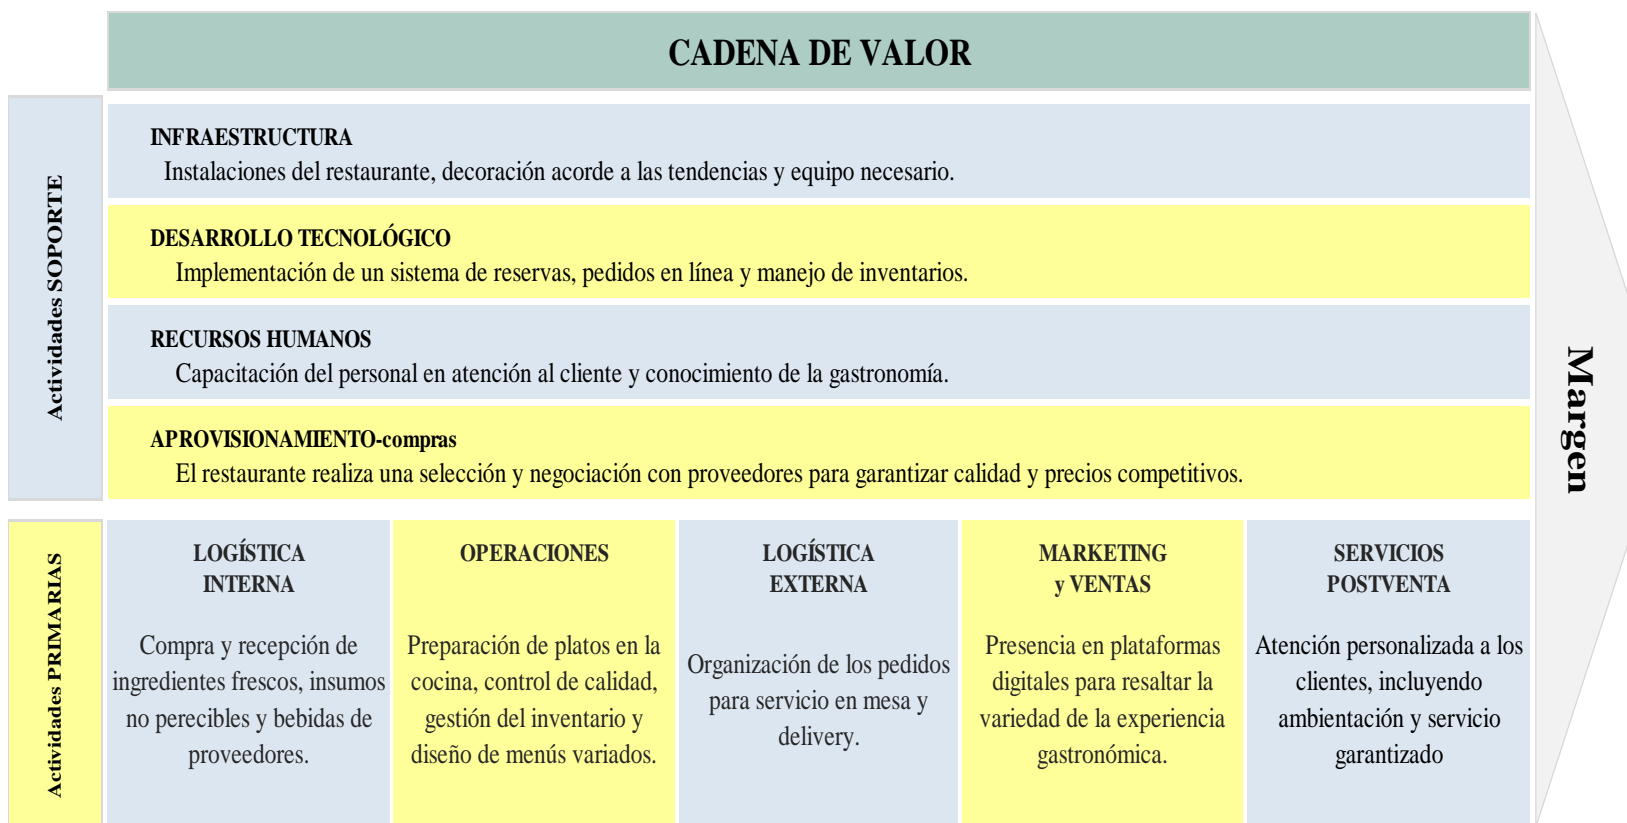 CADENA DE VALOR
Actividades SOPORTE
INFRAESTRUCTURA
Instalaciones del restaurante, decoración acorde a las tendencias y equipo necesario.
DESARROLLO TECNOLÓGICO
Implementación de un sistema de reservas, pedidos en línea y manejo de inventarios.
RECURSOS HUMANOS
Capacitación del personal en atención al cliente y conocimiento de la gastronomía.
APROVISIONAMIENTO-compras
El restaurante realiza una selección y negociación con proveedores para garantizar calidad y precios competitivos.
Margen
Actividades PRIMARIAS
LOGÍSTICA
INTERNA
Compra y recepción de
ingredientes frescos, insumos
no perecibles y bebidas de
proveedores.
OPERACIONES
Preparación de platos en la
cocina, control de calidad,
gestión del inventario y
diseño de menús variados.
LOGÍSTICA
EXTERNA
Organización de los pedidos
para servicio en mesa y
delivery.
MARKETING
y VENTAS
Presencia en plataformas
digitales para resaltar la
variedad de la experiencia
gastronómica.
SERVICIOS
POSTVENTA
Atención personalizada a los
clientes, incluyendo
ambientación y servicio
garantizado